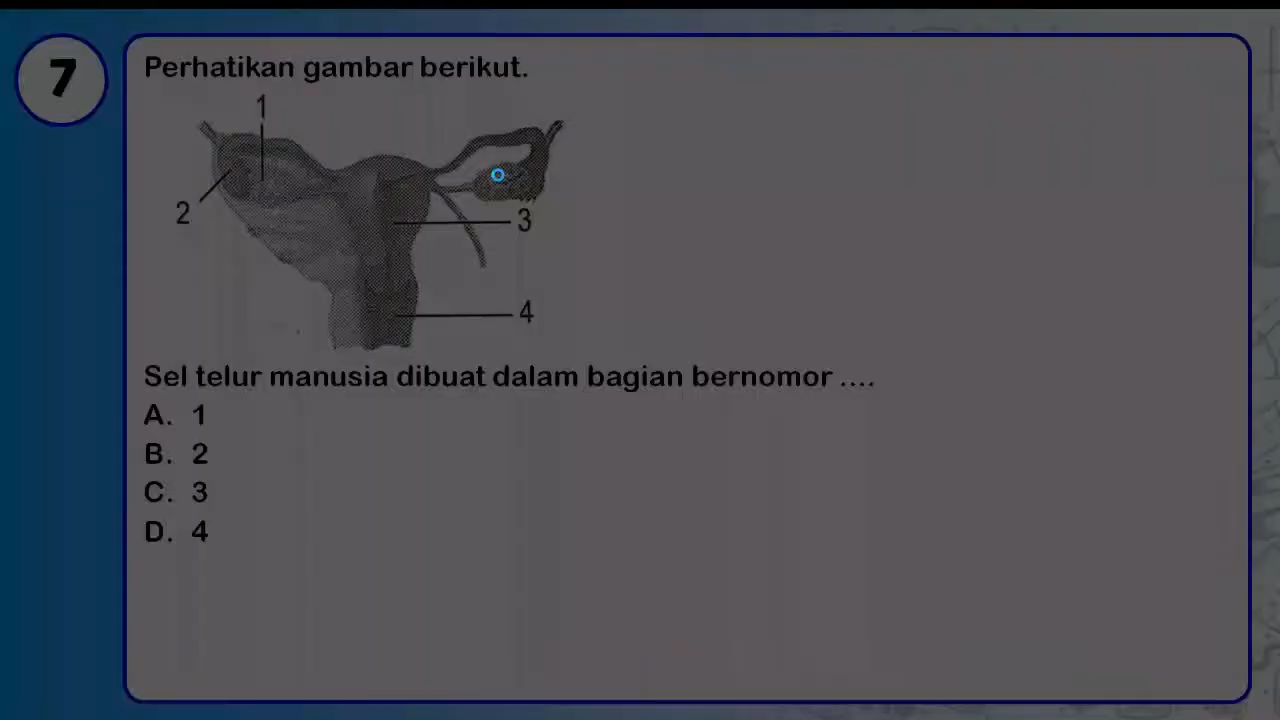 7
Perhatikan gambar berikut.
1
2
3
4
Sel telur manusia dibuat dalam bagian bernomor ....
A. 1
B. 2
C. 3
D. 4